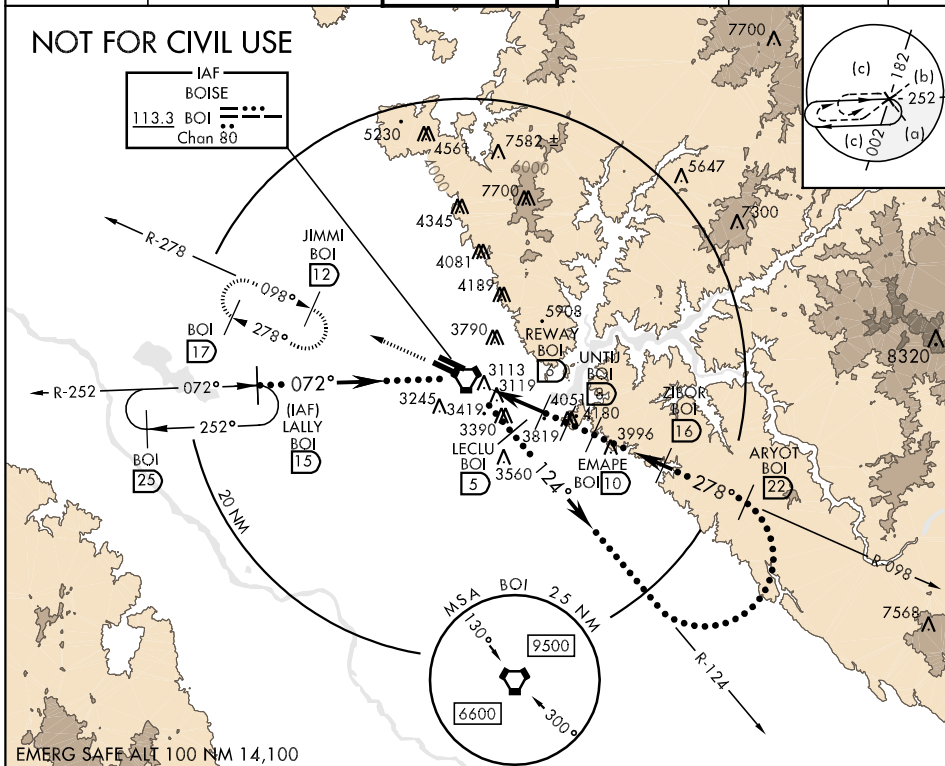 NOT FOR CIVIL USE
IAF
BOISE
113.3 BOI
Chan 80
7700
(c)
182
(b)
252
(c)
002
(a)
5230
4569
7582 ±
4000
6000
7700
5647
7300
4345
4081
4189
5908
3790
8320
R-278
JIMMI
BOI
12
098°
278°
BOI
17
REWAY
BOI
6
UNTIJ
BOI
8
ZIBOR
BOI
16
R-252
072°
072°
252°
(IAF)
LALLY
BOI
15
BOI
25
3113
3119
3245
3419
3390
4051
4180
3819
3996
LECLU
BOI
5
3560
EMAPE
BOI 10
ARYOT
BOI
22
124°
278°
20 NM
R-098
R-124
7568
MSA BOI 25 NM
130°
9500
6600
300°
EMERG SAFE ALT 100 NM 14,100